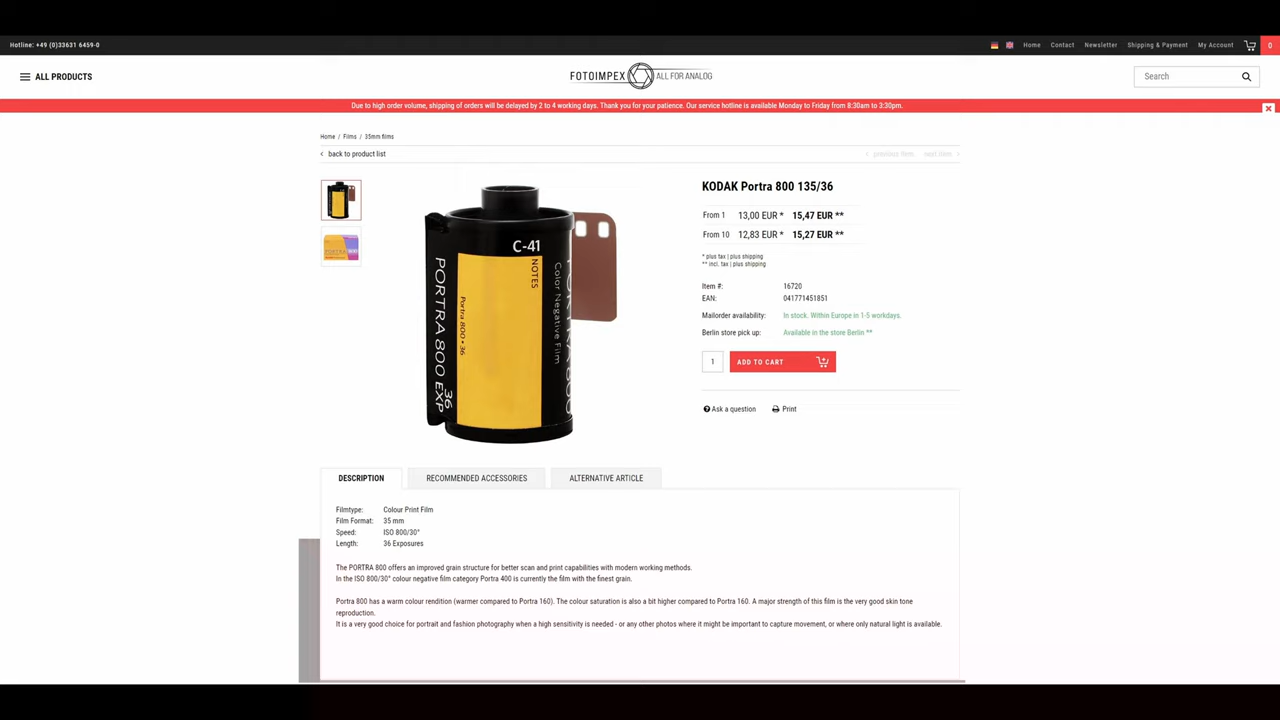 Hotline: +49 (0)33631 6459-0
Home Contact Newsletter Shipping & Payment My Account 0
ALL PRODUCTS
FOTOIMPEX ALL FOR ANALOG
Search
Due to high order volume, shipping of orders will be delayed by 2 to 4 working days. Thank you for your patience. Our service hotline is available Monday to Friday from 8:30am to 3:30pm.
Home / Films / 35mm films
back to product list
previous item next item
KODAK Portra 800 135/36
From 1 13,00 EUR * 15,47 EUR **
From 10 12,83 EUR * 15,27 EUR **
* plus tax | plus shipping
** incl. tax | plus shipping
Item #: 16720
EAN: 041771451851
Mailorder availability: In stock. Within Europe in 1-5 workdays.
Berlin store pick up: Available in the store Berlin **
1 ADD TO CART
Ask a question Print
C-41
NOTES
PORTRA 800 EXP 36
Portra 800 • 36
Color Negative Film
DESCRIPTION RECOMMENDED ACCESSORIES ALTERNATIVE ARTICLE
Filmtype: Colour Print Film
Film Format: 35 mm
Speed: ISO 800/30°
Length: 36 Exposures
The PORTRA 800 offers an improved grain structure for better scan and print capabilities with modern working methods.
In the ISO 800/30° colour negative film category Portra 400 is currently the film with the finest grain.
Portra 800 has a warm colour rendition (warmer compared to Portra 160). The colour saturation is also a bit higher compared to Portra 160. A major strength of this film is the very good skin tone
reproduction.
It is a very good choice for portrait and fashion photography when a high sensitivity is needed - or any other photos where it might be important to capture movement, or where only natural light is available.